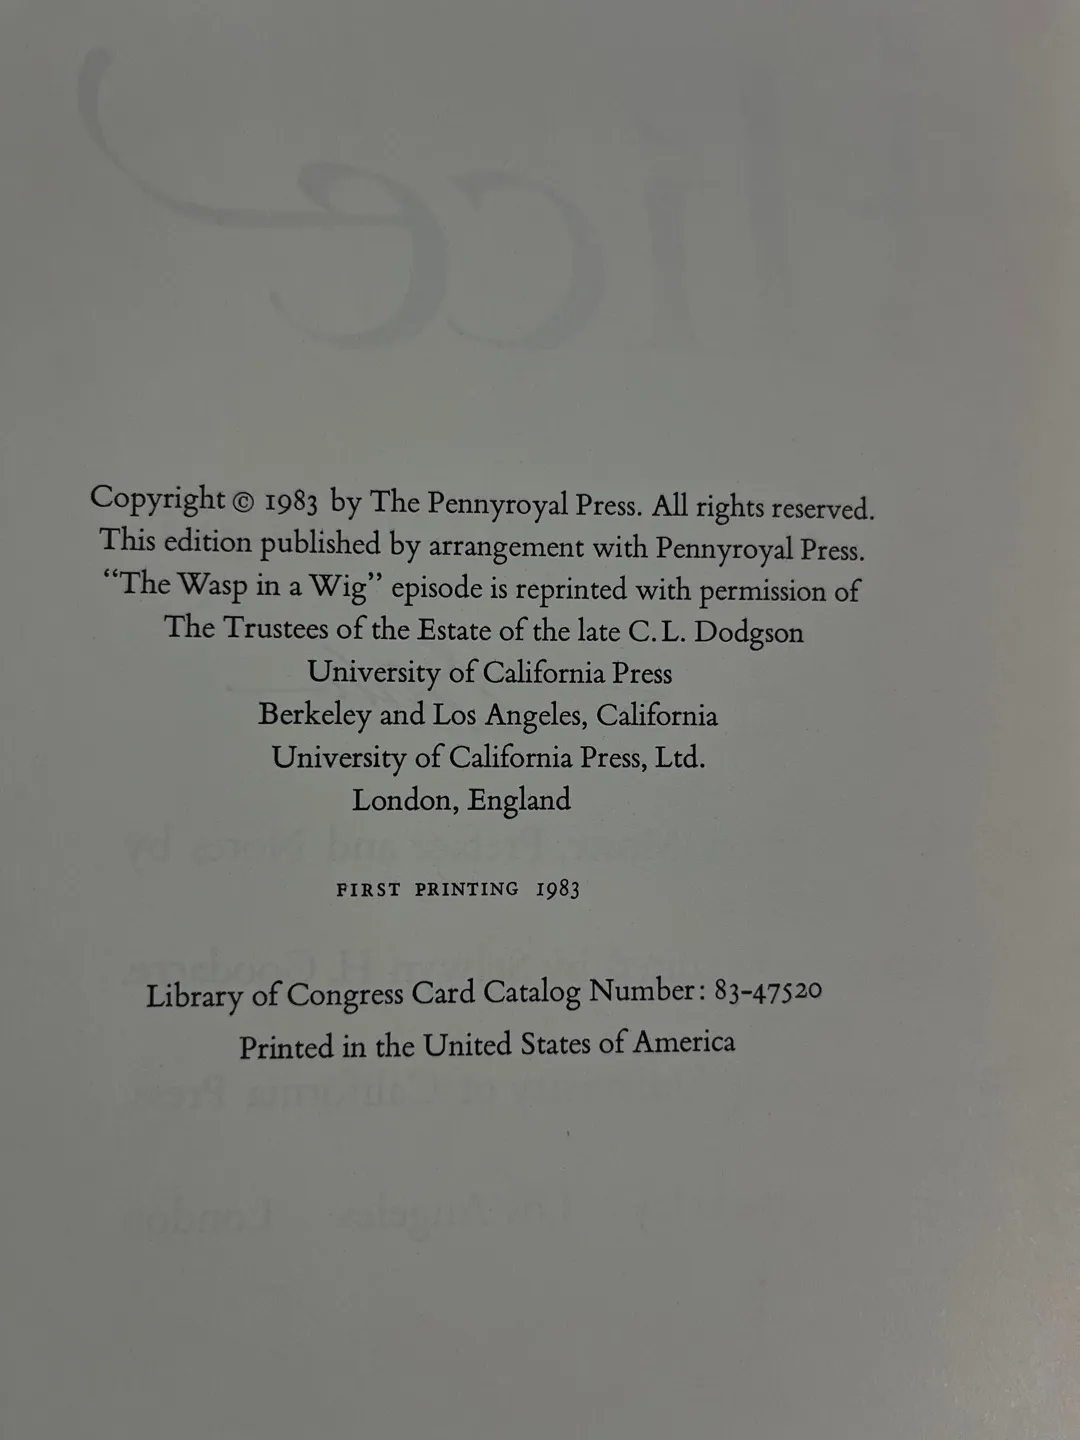 Copyright © 1983 by The Pennyroyal Press. All rights reserved.
This edition published by arrangement with Pennyroyal Press.
“The Wasp in a Wig” episode is reprinted with permission of
The Trustees of the Estate of the late C. L. Dodgson
University of California Press
Berkeley and Los Angeles, California
University of California Press, Ltd.
London, England
FIRST PRINTING 1983
Library of Congress Card Catalog Number: 83-47520
Printed in the United States of America